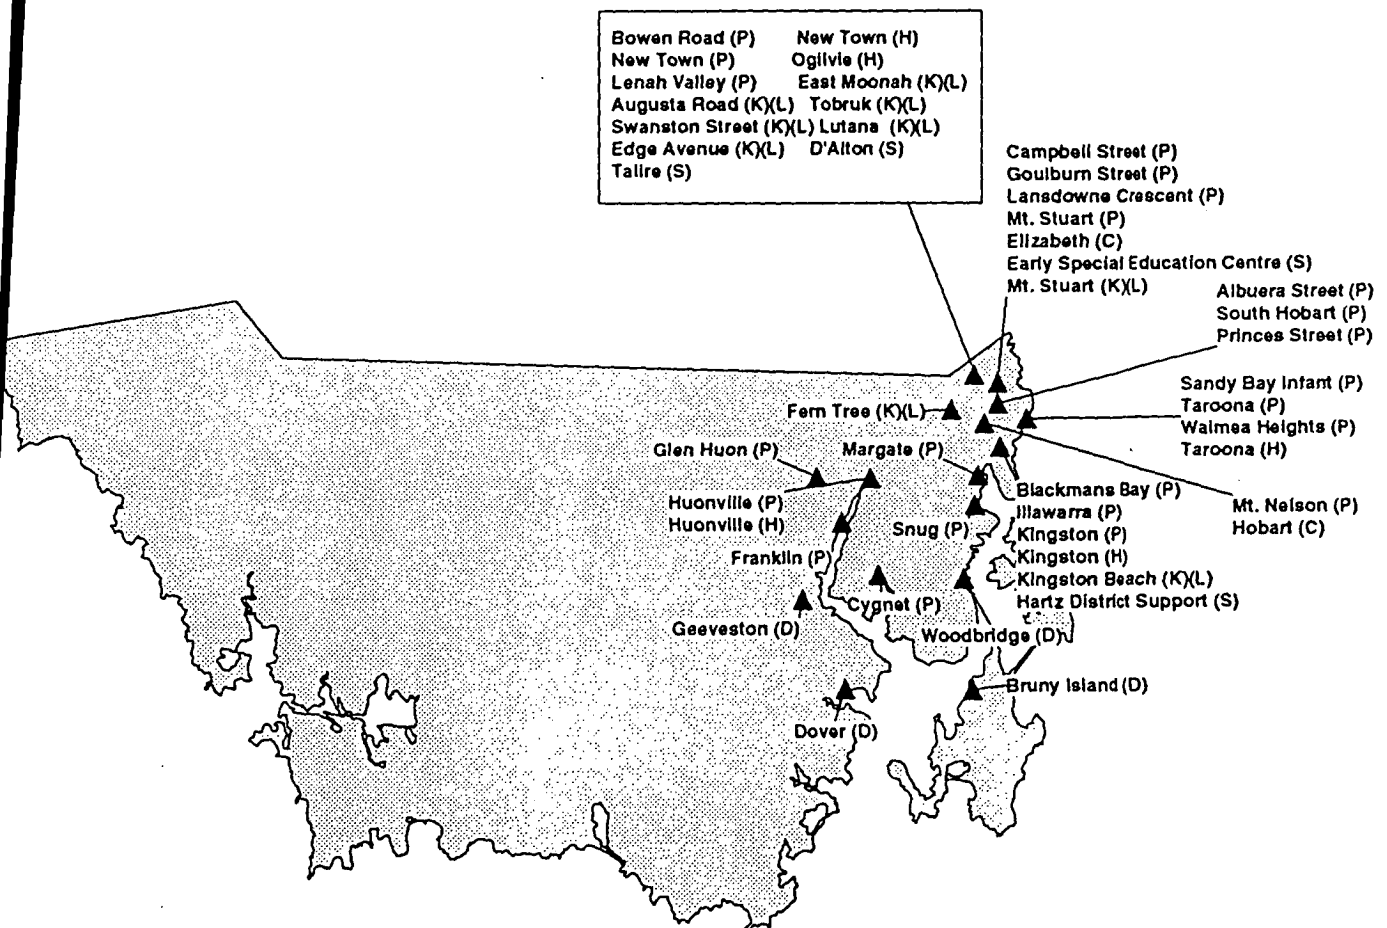 Bowen Road (P) New Town (H)
New Town (P) Ogilvie (H)
Lenah Valley (P) East Moonah (K)(L)
Augusta Road (K)(L) Tobruk (K)(L)
Swanston Street (K)(L) Lutana (K)(L)
Edge Avenue (K)(L) D'Alton (S)
Talire (S)
Campbell Street (P)
Goulburn Street (P)
Lansdowne Crescent (P)
Mt. Stuart (P)
Elizabeth (C)
Early Special Education Centre (S)
Mt. Stuart (K)(L)
Albuera Street (P)
South Hobart (P)
Princes Street (P)
Sandy Bay Infant (P)
Taroona (P)
Waimea Heights (P)
Taroona (H)
Fern Tree (K)(L)
Glen Huon (P)
Margate (P)
Huonville (P)
Huonville (H)
Franklin (P)
Snug (P)
Blackmans Bay (P)
Illawarra (P)
Kingston (P)
Kingston (H)
Kingston Beach (K)(L)
Hartz District Support (S)
Mt. Nelson (P)
Hobart (C)
Cygnet (P)
Geeveston (D)
Woodbridge (D)
Bruny Island (D)
Dover (D)